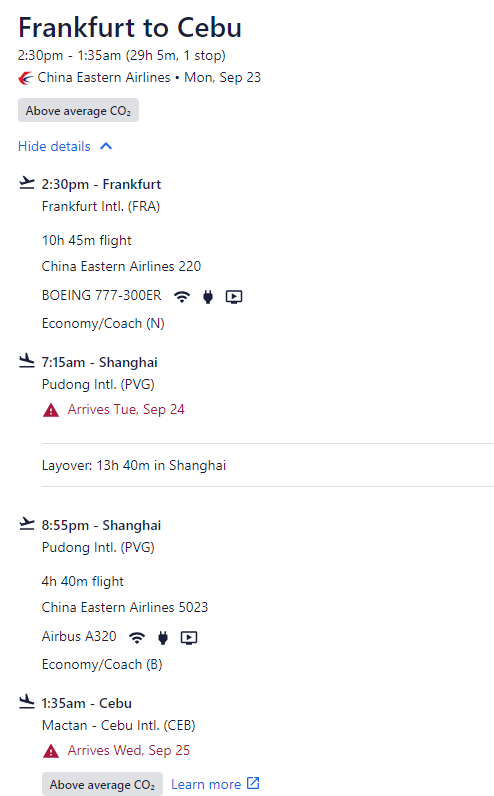 Frankfurt to Cebu
2:30pm - 1:35am (29h 5m, 1 stop)
China Eastern Airlines • Mon, Sep 23
Above average CO₂
Hide details
2:30pm - Frankfurt
Frankfurt Intl. (FRA)
10h 45m flight
China Eastern Airlines 220
BOEING 777-300ER
Economy/Coach (N)
7:15am - Shanghai
Pudong Intl. (PVG)
Arrives Tue, Sep 24
Layover: 13h 40m in Shanghai
8:55pm - Shanghai
Pudong Intl. (PVG)
4h 40m flight
China Eastern Airlines 5023
Airbus A320
Economy/Coach (B)
1:35am - Cebu
Mactan - Cebu Intl. (CEB)
Arrives Wed, Sep 25
Above average CO₂ Learn more